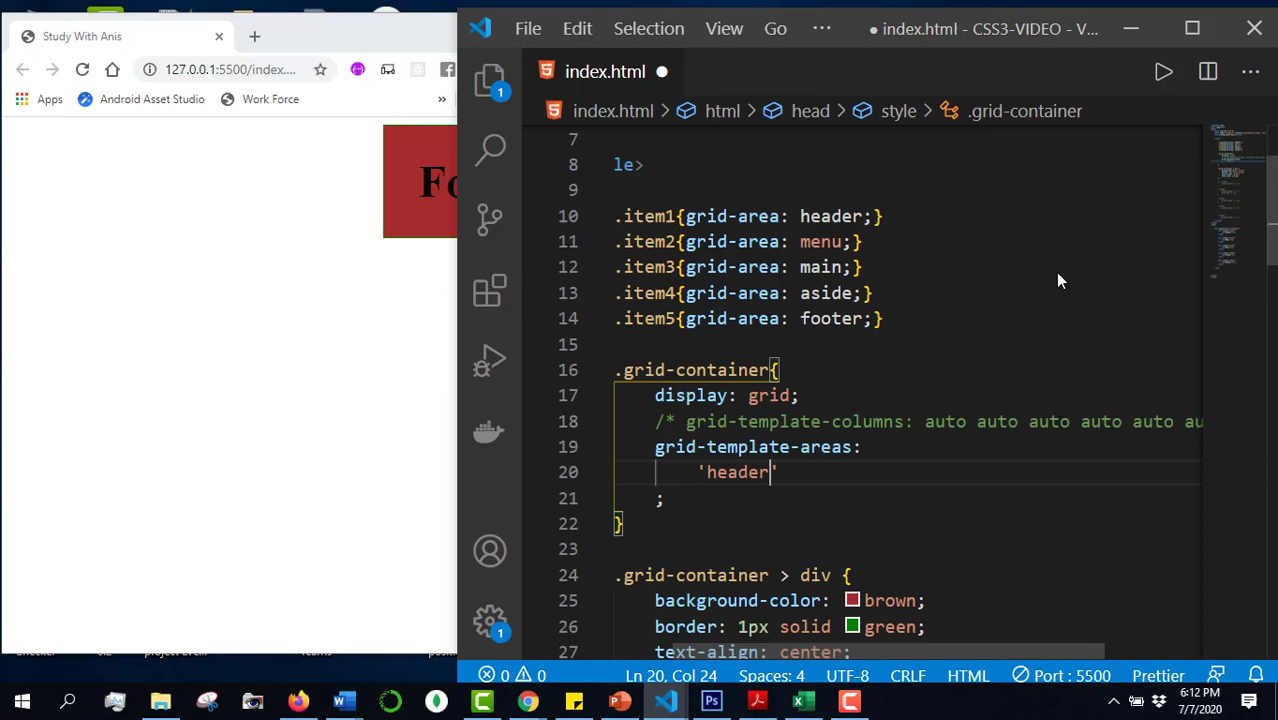 Study With Anis
127.0.0.1:5500/index....
Apps
Android Asset Studio
Work Force
»
Fo
File Edit Selection View Go ···
● index.html - CSS3-VIDEO - V...
index.html ●
index.html > html > head > style > .grid-container
7
8 le>
9
10 .item1{grid-area: header;}
11 .item2{grid-area: menu;}
12 .item3{grid-area: main;}
13 .item4{grid-area: aside;}
14 .item5{grid-area: footer;}
15
16 .grid-container{
17 display: grid;
18 /* grid-template-columns: auto auto auto auto auto au
19 grid-template-areas:
20 'header'
21 ;
22 }
23
24 .grid-container > div {
25 background-color: brown;
26 border: 1px solid green;
27 text-align: center;
1
1
0 0 Ln 20, Col 24 Spaces: 4 UTF-8 CRLF HTML Port : 5500 Prettier
6:12 PM
7/7/2020